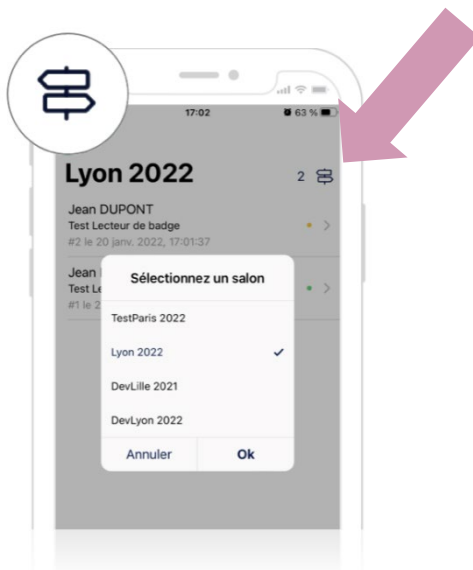 17:02
63 %
Lyon 2022
2
Jean DUPONT
Test Lecteur de badge
#2 le 20 janv. 2022, 17:01:37
Jean
Test Le
#1 le 2
Sélectionnez un salon
TestParis 2022
Lyon 2022
DevLille 2021
DevLyon 2022
Annuler
Ok